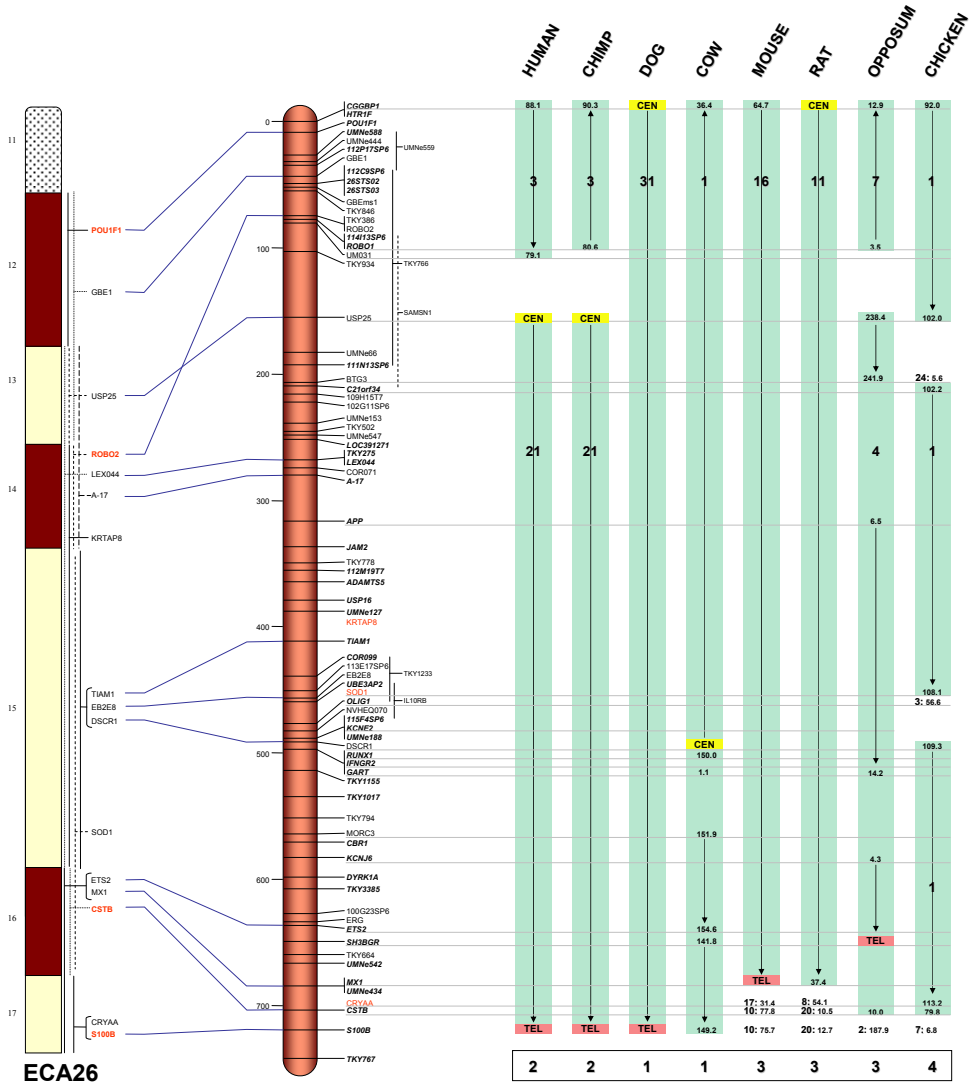 HUMAN CHIMP DOG COW MOUSE RAT OPPOSUM CHICKEN
88.1 90.3 CEN 36.4 64.7 CEN 12.9 92.0
CGGBP1
HTR1F
0
POU1F1
UMNe588
UMNe444
112P17SP6
UMNe559
GBE1
11
112C9SP6
26STS02
26STS03
3 3 31 1 16 11 7 1
GBEms1
TKY846
TKY386
ROBO2
POU1F1
114I13SP6
ROBO1
100
80.6 3.5
UM031
79.1
TKY934
TKY766
12
GBE1
SAMSN1
USP25
CEN CEN 238.4 102.0
UMNe66
111N13SP6
200
BTG3
241.9 24: 5.6
13
C21orf34
102.2
USP25
109H15T7
102G11SP6
UMNe153
TKY502
UMNe547
LOC391271
21 21 4 1
ROBO2
TKY275
LEX044
LEX044
COR071
A-17
14
A-17
300
APP
6.5
KRTAP8
JAM2
TKY778
112M19T7
ADAMTS5
USP16
UMNe127
KRTAP8
400
TIAM1
COR099
113E17SP6
TKY1233
EB2E8
UBE3AP2
SOD1
108.1
TIAM1
OLIG1
IL10RB
3: 56.6
EB2E8
NVHEQ070
15
DSCR1
115F4SP6
KCNE2
UMNe188
DSCR1
CEN 109.3
500
RUNX1
150.0
IFNGR2
GART
1.1 14.2
TKY1155
TKY1017
TKY794
SOD1
MORC3
151.9
CBR1
KCNJ6
4.3
600
DYRK1A
ETS2
TKY3385
1
MX1
CSTB
100G23SP6
16
ERG
ETS2
154.6
SH3BGR
141.8 TEL
TKY664
UMNe542
MX1
TEL 37.4
UMNe434
700
CRYAA
17: 31.4 8: 54.1 113.2
CSTB
10: 77.8 20: 10.5 10.0 79.8
17
CRYAA
S100B
S100B
TEL TEL TEL 149.2 10: 75.7 20: 12.7 2: 187.9 7: 6.8
TKY767
ECA26
2 2 1 1 3 3 3 4